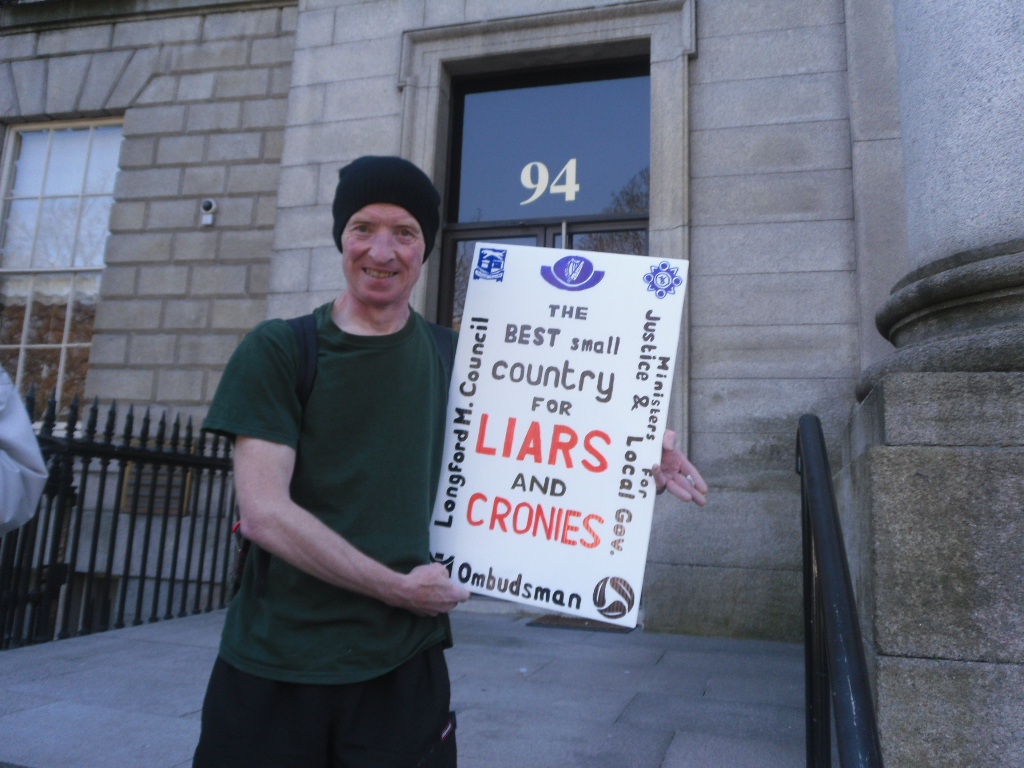 94
THE
BEST small
country
FOR
LIARS
AND
CRONIES
Longford M. Council
Ministers for
Justice & Local Gov.
Ombudsman